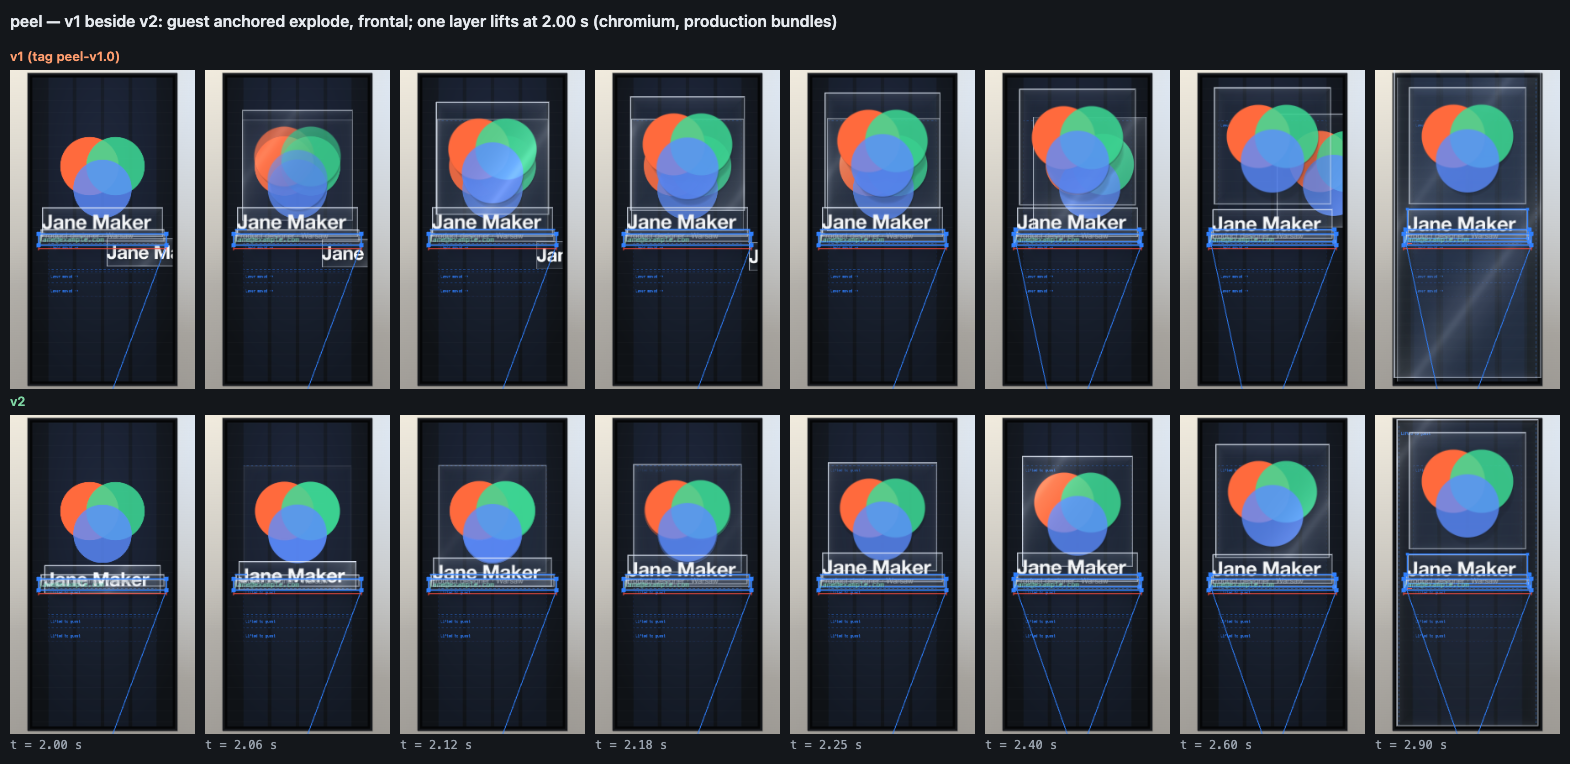 peel — v1 beside v2: guest anchored explode, frontal; one layer lifts at 2.00 s (chromium, production bundles)
v1 (tag peel-v1.0)
Jane Maker Jane Maker Jane Maker Jane Maker Jane Maker Jane Maker Jane Maker Jane Maker
Jane M Jane Jar J
v2
Jane Maker Jane Maker Jane Maker Jane Maker Jane Maker Jane Maker Jane Maker Jane Maker
t = 2.00 s t = 2.06 s t = 2.12 s t = 2.18 s t = 2.25 s t = 2.40 s t = 2.60 s t = 2.90 s